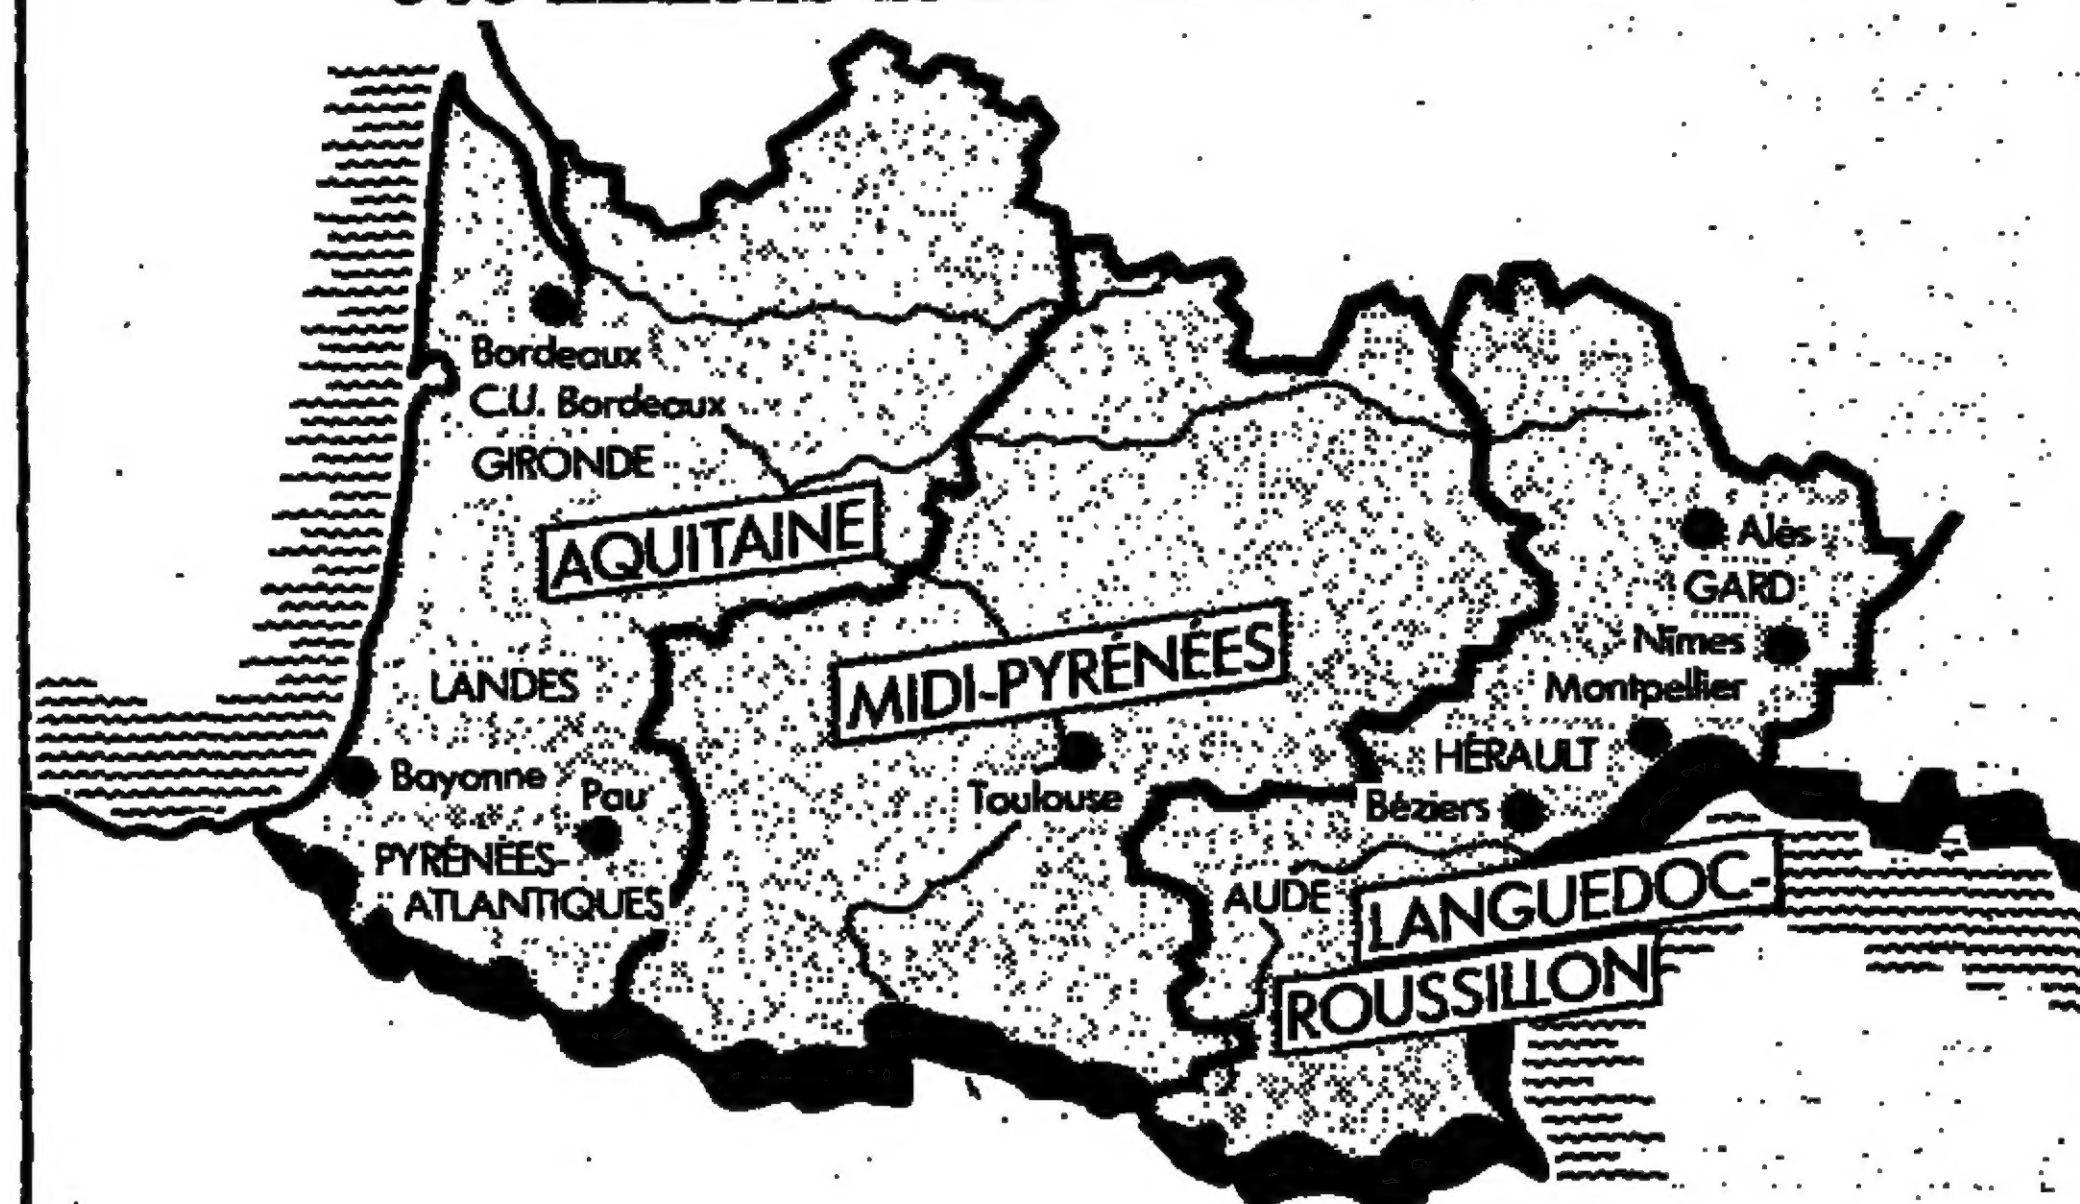 Bordeaux
C.U. Bordeaux
GIRONDE
AQUITAINE
LANDES
Bayonne
Pau
PYRÉNÉES-
ATLANTIQUES
MIDI-PYRÉNÉES
Toulouse
Alès
GARD
Nîmes
Montpellier
HÉRAULT
Béziers
AUDE
LANGUEDOC-
ROUSSILLON